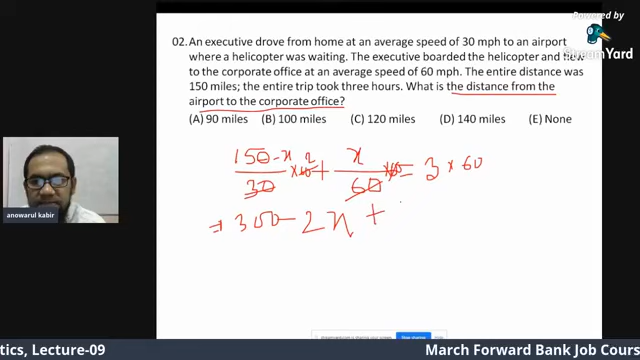 Powered by
StreamYard
02. An executive drove from home at an average speed of 30 mph to an airport
where a helicopter was waiting. The executive boarded the helicopter and flew
to the corporate office at an average speed of 60 mph. The entire distance was
150 miles; the entire trip took three hours. What is the distance from the
airport to the corporate office?
(A) 90 miles (B) 100 miles (C) 120 miles (D) 140 miles (E) None
150-x/30 × 60 2 + x/60 × 60 = 3 × 60
⇒ 300 - 2x +
anowarul kabir
tics, Lecture-09 March Forward Bank Job Cours